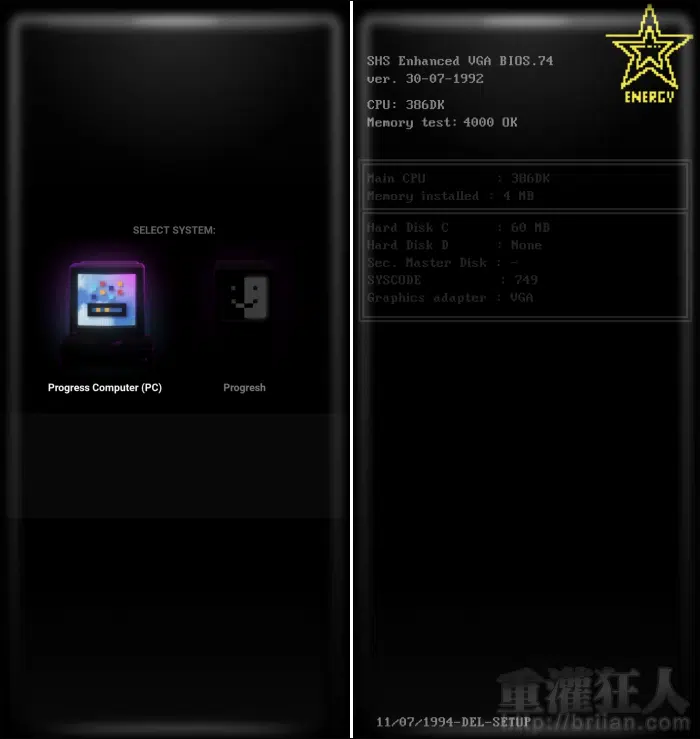 SELECT SYSTEM:
Progress Computer (PC)
Progresh
ENERGY
SHS Enhanced VGA BIOS.74
ver. 30-07-1992
CPU: 386DK
Memory test: 4000 OK
Main CPU : 386DK
Memory installed : 4 MB
Hard Disk C : 60 MB
Hard Disk D : None
Sec. Master Disk : -
SYSCODE : 749
Graphics adapter : VGA
11/07/1994-DEL-SETUP
重灌狂人
http://briian.com